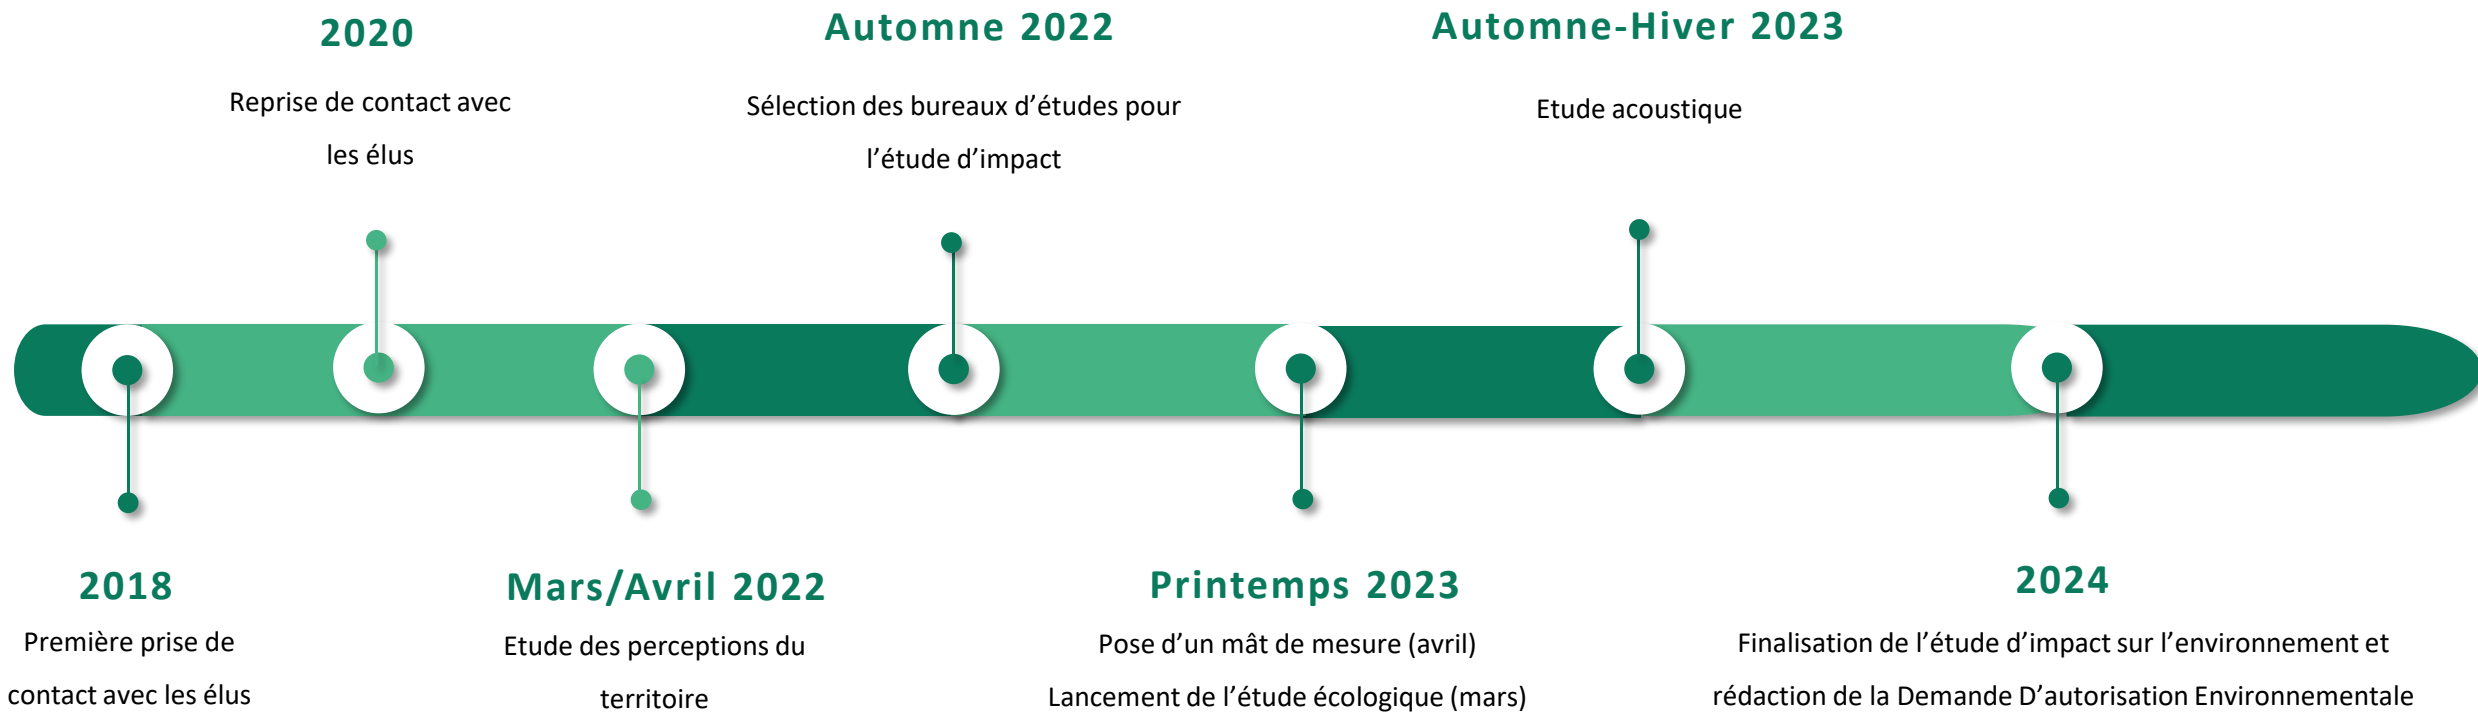 2020
Reprise de contact avec
les élus
Automne 2022
Sélection des bureaux d’études pour
l’étude d’impact
Automne-Hiver 2023
Etude acoustique
2018
Première prise de
contact avec les élus
Mars/Avril 2022
Etude des perceptions du
territoire
Printemps 2023
Pose d’un mât de mesure (avril)
Lancement de l’étude écologique (mars)
2024
Finalisation de l’étude d’impact sur l’environnement et
rédaction de la Demande D’autorisation Environnementale